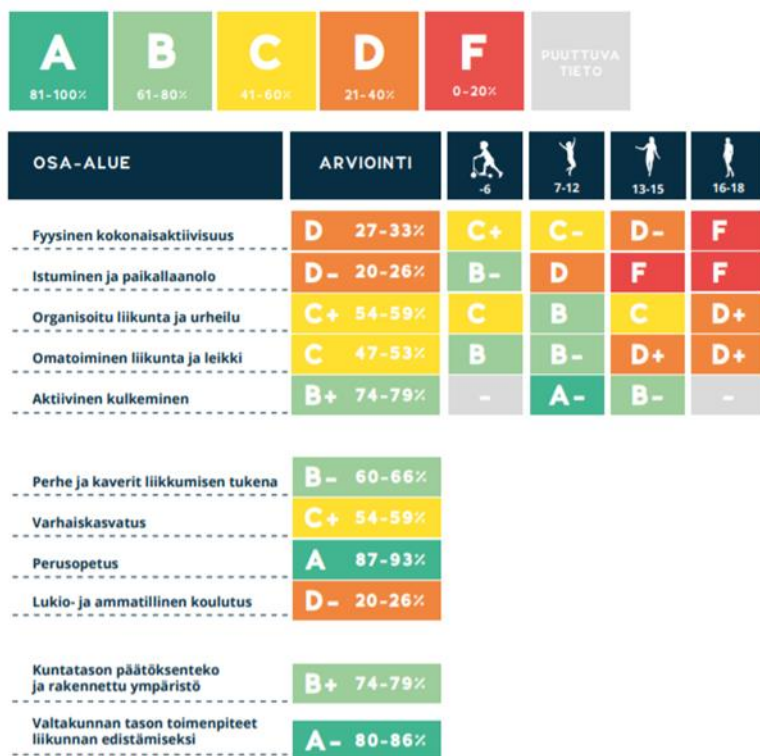 A B C D F PUUTTUVA
TIETO
81-100% 61-80% 41-60% 21-40% 0-20%
OSA-ALUE ARVIOINTI -6 7-12 13-15 16-18
Fyysinen kokonaisaktiivisuus D 27-33% C+ C- D- F
Istuminen ja paikallaanolo D- 20-26% B- D F F
Organisoitu liikunta ja urheilu C+ 54-59% C B C D+
Omatoiminen liikunta ja leikki C 47-53% B B- D+ D+
Aktiivinen kulkeminen B+ 74-79% - A- B- -
Perhe ja kaverit liikkumisen tukena B- 60-66%
Varhaiskasvatus C+ 54-59%
Perusopetus A 87-93%
Lukio- ja ammatillinen koulutus D- 20-26%
Kuntatason päätöksenteko
ja rakennettu ympäristö B+ 74-79%
Valtakunnan tason toimenpiteet
liikunnan edistämiseksi A- 80-86%